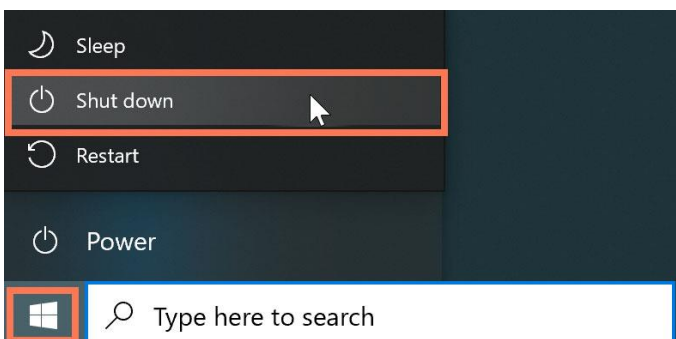 Sleep
Shut down
Restart
Power
Type here to search